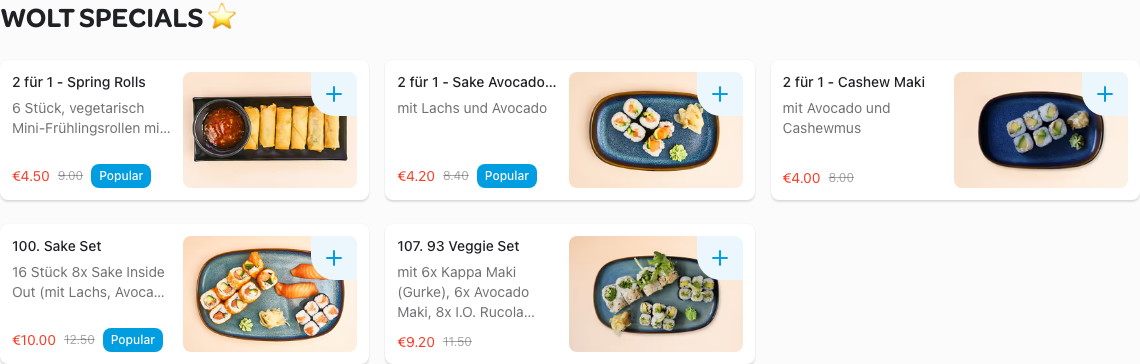 WOLT SPECIALS ⭐
2 für 1 - Spring Rolls
6 Stück, vegetarisch
Mini-Frühlingsrollen mi...
€4.50 9.00 Popular
2 für 1 - Sake Avocado...
mit Lachs und Avocado
€4.20 8.40 Popular
2 für 1 - Cashew Maki
mit Avocado und
Cashewmus
€4.00 8.00
100. Sake Set
16 Stück 8x Sake Inside
Out (mit Lachs, Avoca...
€10.00 12.50 Popular
107. 93 Veggie Set
mit 6x Kappa Maki
(Gurke), 6x Avocado
Maki, 8x I.O. Rucola...
€9.20 11.50